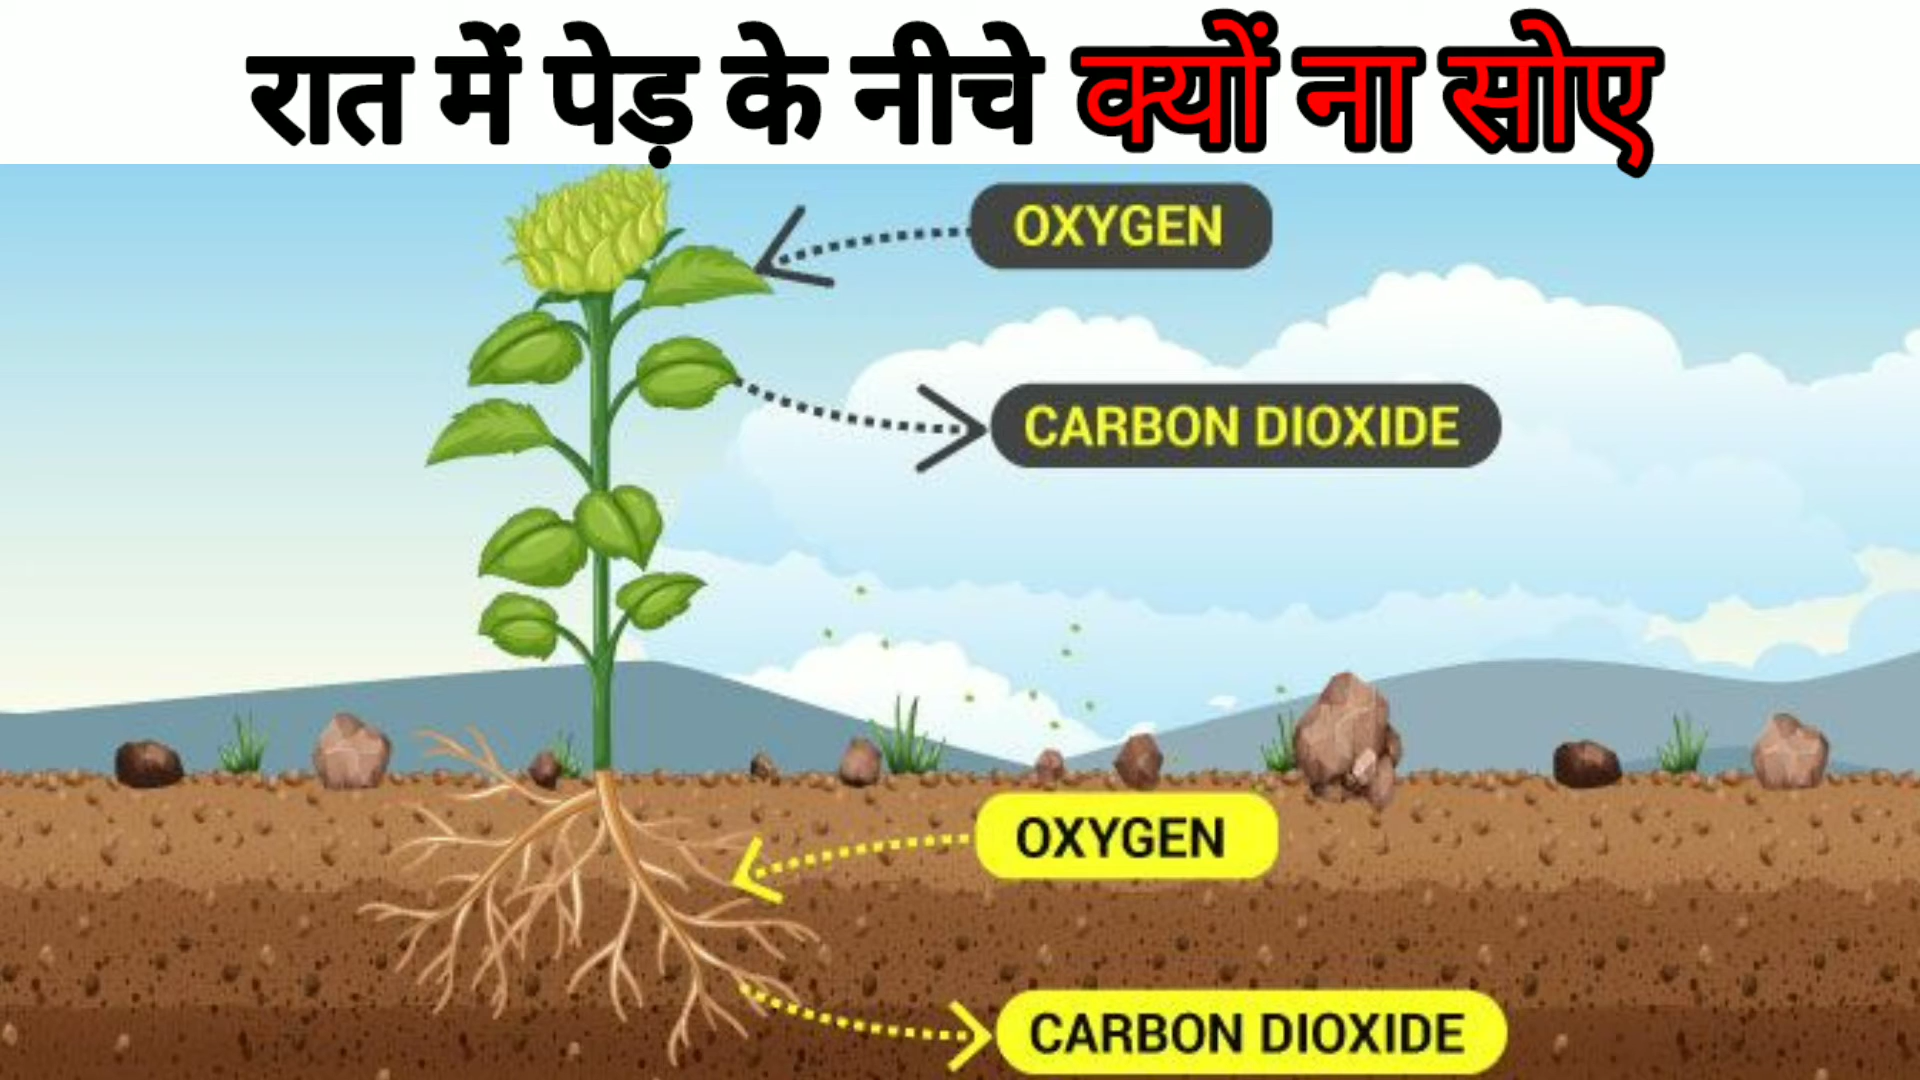 रात में पेड़ के नीचे क्यों ना सोए
OXYGEN
CARBON DIOXIDE
OXYGEN
CARBON DIOXIDE